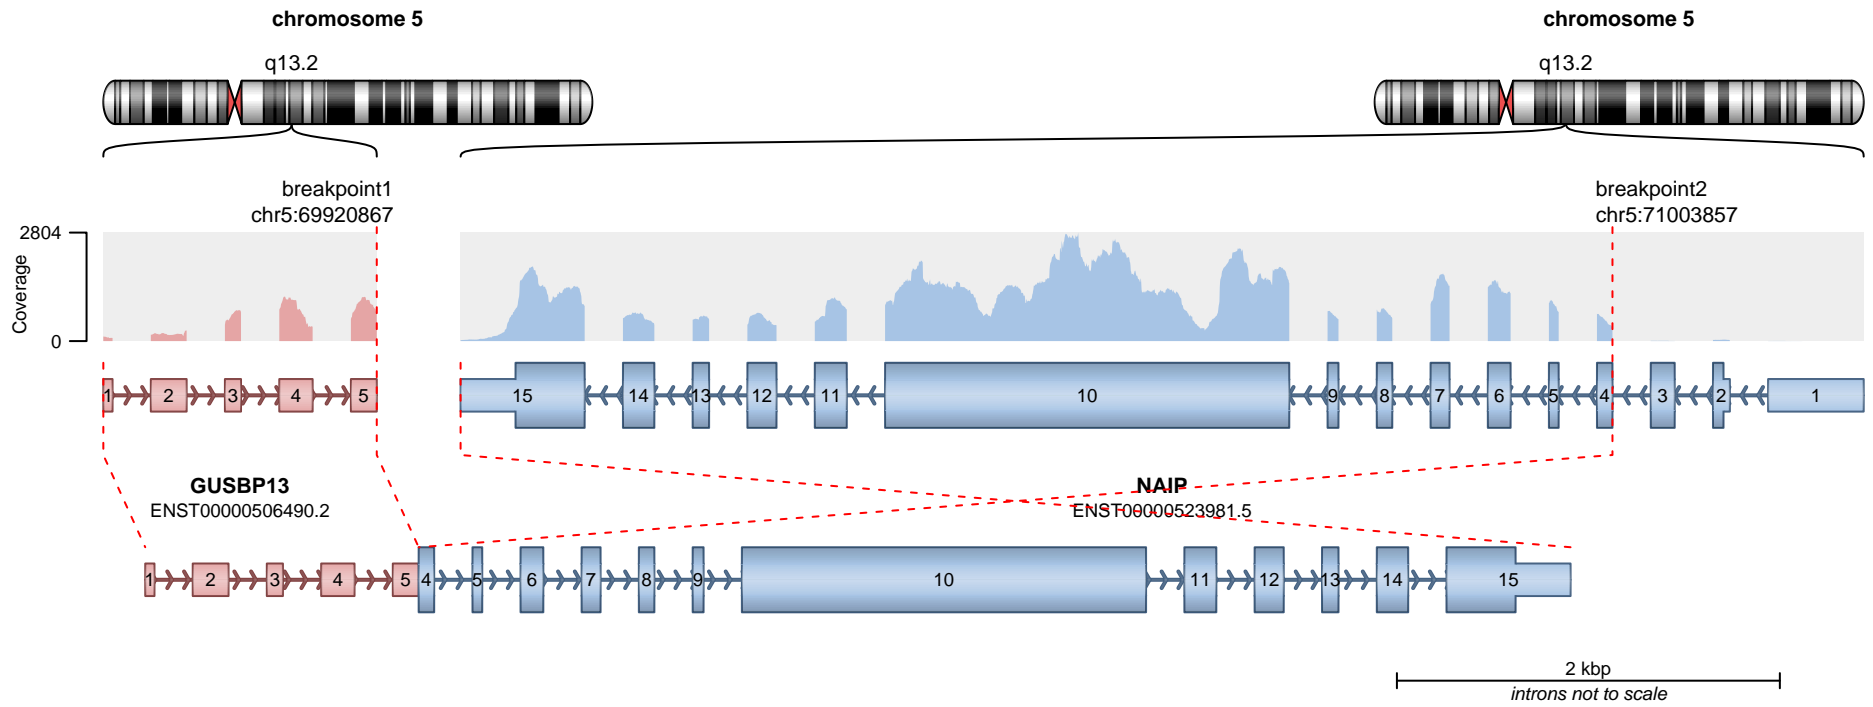 chromosome 5
chromosome 5
q13.2
q13.2
breakpoint1
chr5:69920867
breakpoint2
chr5:71003857
2804
0
Coverage
1 2 3 4 5
15 14 13 12 11 10 9 8 7 6 5 4 3 2 1
GUSBP13
ENST00000506490.2
NAIP
ENST00000523981.5
1 2 3 4 5 4 5 6 7 8 9 10 11 12 13 14 15
2 kbp
introns not to scale